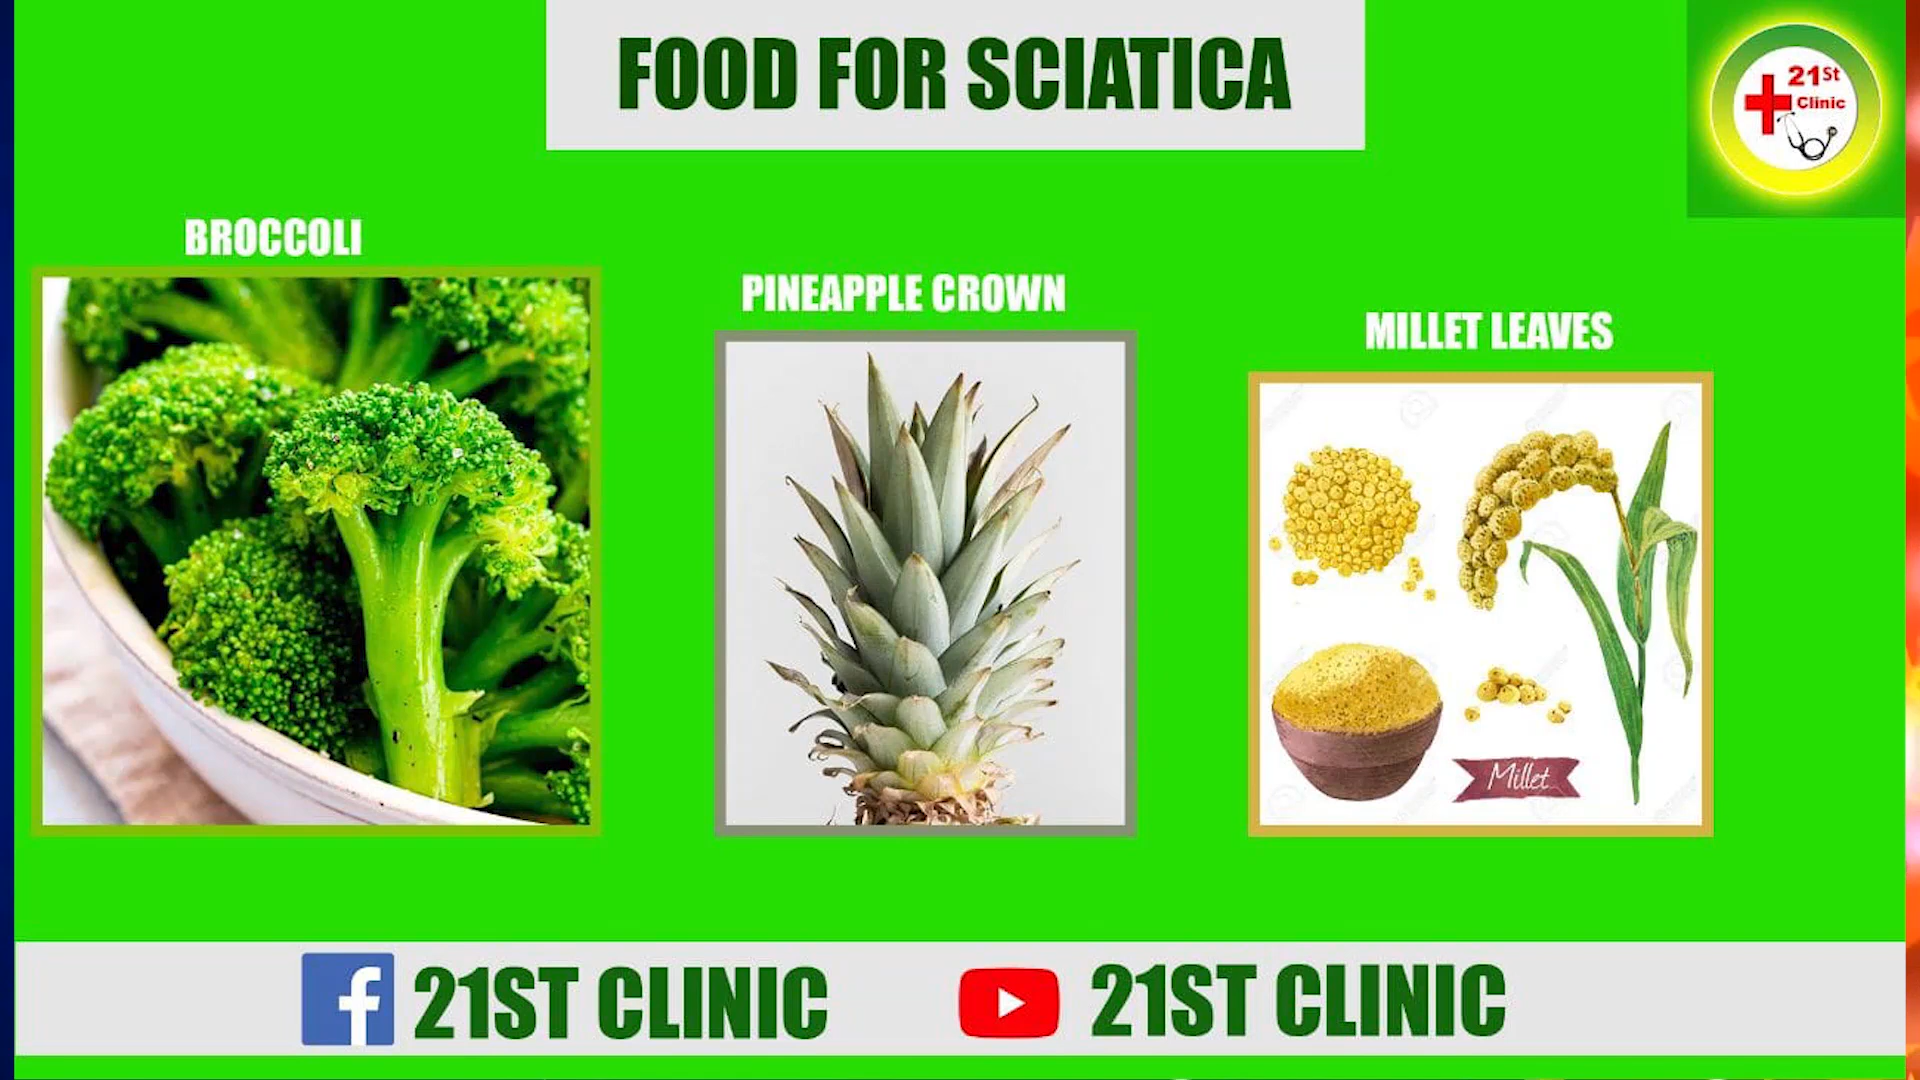 FOOD FOR SCIATICA
21St
Clinic
BROCCOLI
PINEAPPLE CROWN
MILLET LEAVES
Millet
21ST CLINIC
21ST CLINIC